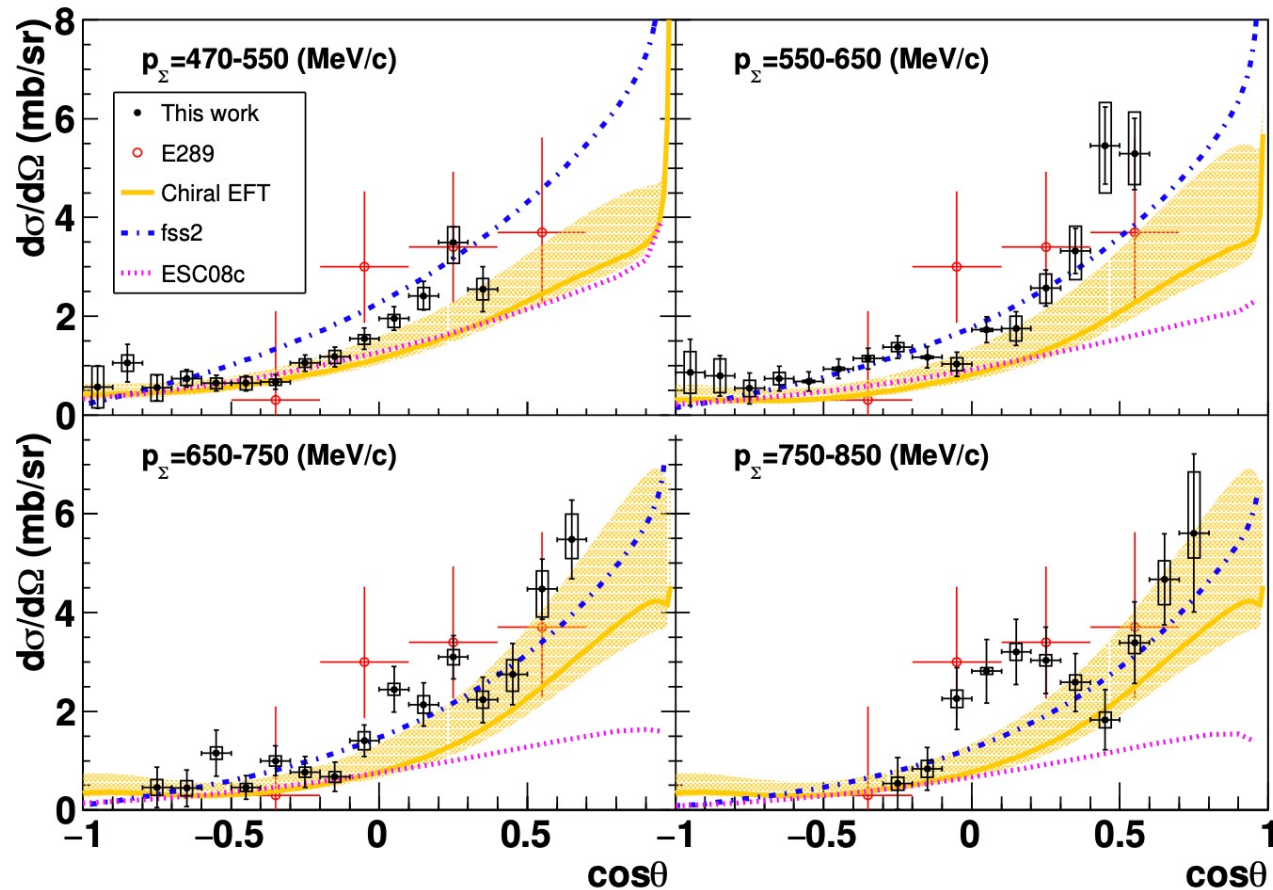 dσ/dΩ (mb/sr)
8
6
4
2
0
p_Σ=470-550 (MeV/c)
This work
E289
Chiral EFT
fss2
ESC08c
p_Σ=550-650 (MeV/c)
dσ/dΩ (mb/sr)
6
4
2
0
p_Σ=650-750 (MeV/c)
p_Σ=750-850 (MeV/c)
−1 −0.5 0 0.5 −1 −0.5 0 0.5 1
cosθ cosθ